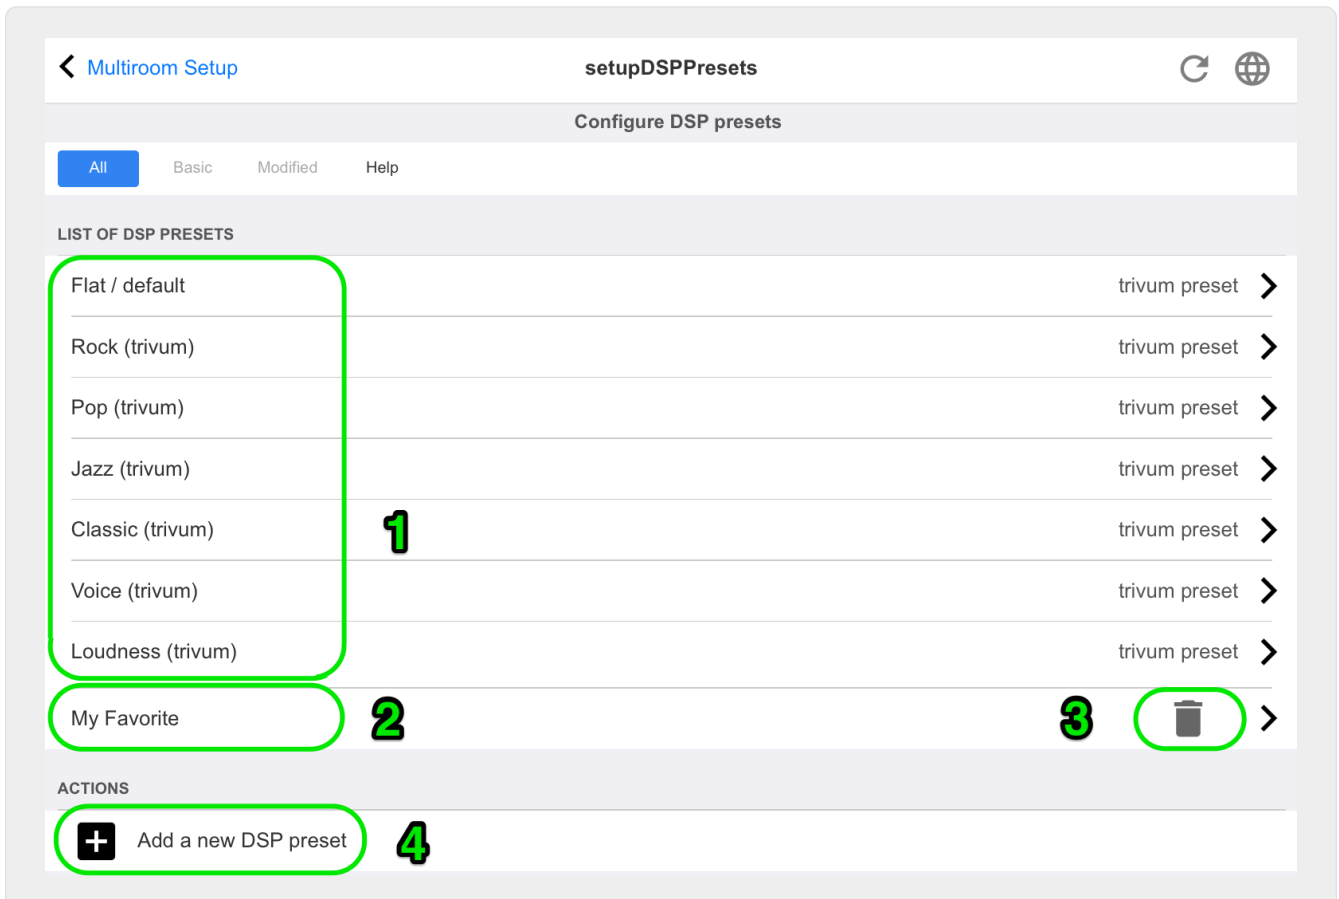 Multiroom Setup setupDSPPresets
Configure DSP presets
All Basic Modified Help
LIST OF DSP PRESETS
Flat / default trivum preset
Rock (trivum) trivum preset
Pop (trivum) trivum preset
Jazz (trivum) trivum preset
Classic (trivum) 1 trivum preset
Voice (trivum) trivum preset
Loudness (trivum) trivum preset
My Favorite 2 3
ACTIONS
Add a new DSP preset 4